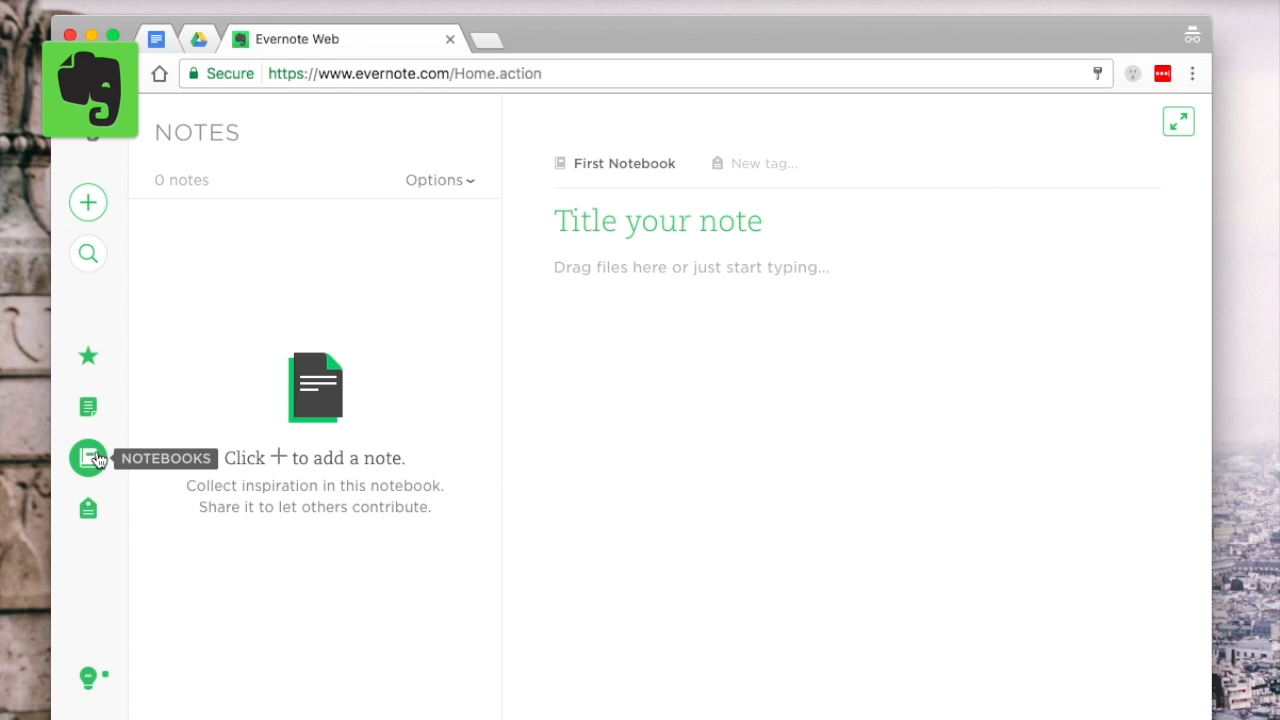 Evernote Web
Secure https://www.evernote.com/Home.action
NOTES
0 notes
Options
First Notebook
New tag...
Title your note
Drag files here or just start typing...
NOTEBOOKS
Click + to add a note.
Collect inspiration in this notebook.
Share it to let others contribute.